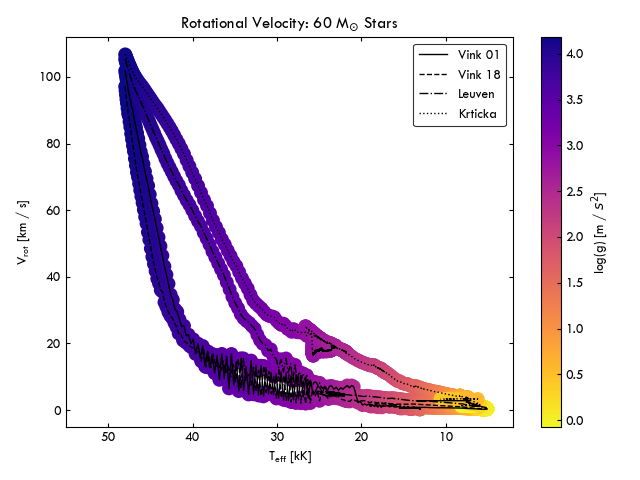 Rotational Velocity: 60 M⊙ Stars
Vink 01
Vink 18
Leuven
Krticka
100
80
60
40
20
0
V_rot [km / s]
50 40 30 20 10
T_eff [kK]
4.0
3.5
3.0
2.5
2.0
1.5
1.0
0.5
0.0
log(g) [m / s²]